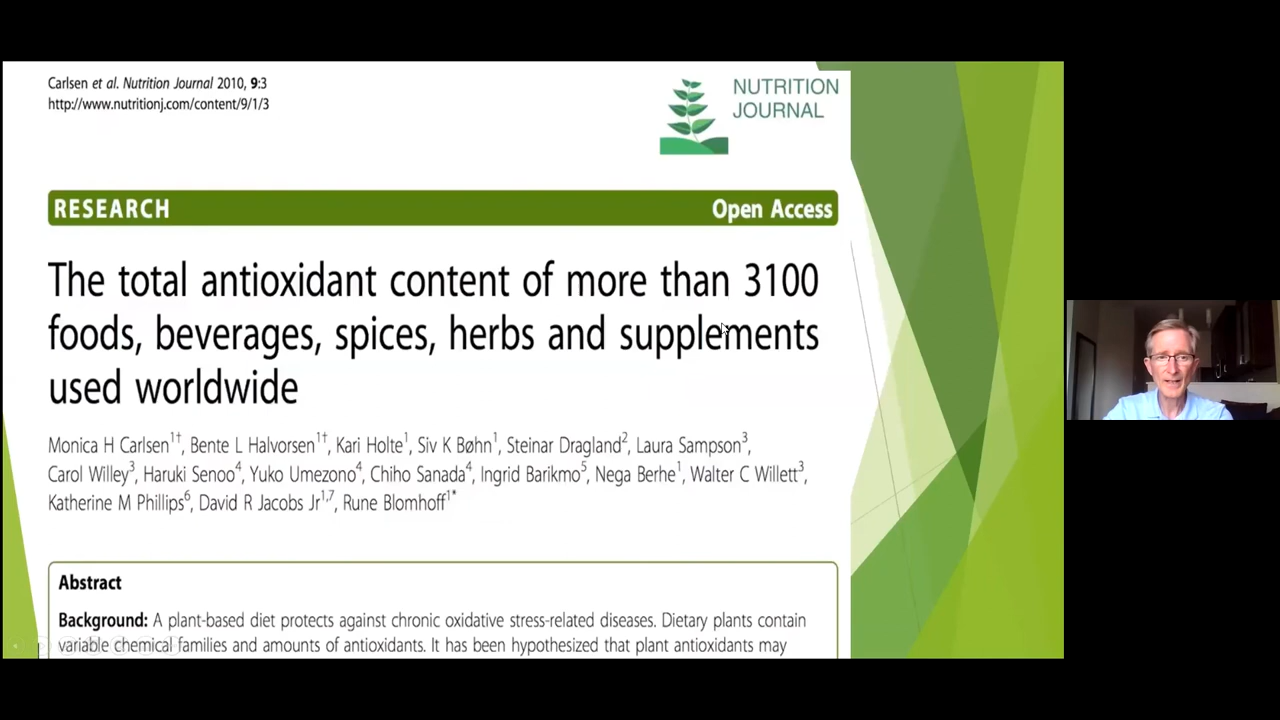 Carlsen et al. Nutrition Journal 2010, 9:3
http://www.nutritionj.com/content/9/1/3
NUTRITION
JOURNAL
RESEARCH
Open Access
The total antioxidant content of more than 3100
foods, beverages, spices, herbs and supplements
used worldwide
Monica H Carlsen1†, Bente L Halvorsen1†, Kari Holte1, Siv K Bøhn1, Steinar Dragland2, Laura Sampson3,
Carol Willey3, Haruki Senoo4, Yuko Umezono4, Chiho Sanada4, Ingrid Barikmo5, Nega Berhe1, Walter C Willett3,
Katherine M Phillips6, David R Jacobs Jr1,7, Rune Blomhoff1*
Abstract
Background: A plant-based diet protects against chronic oxidative stress-related diseases. Dietary plants contain
variable chemical families and amounts of antioxidants. It has been hypothesized that plant antioxidants may